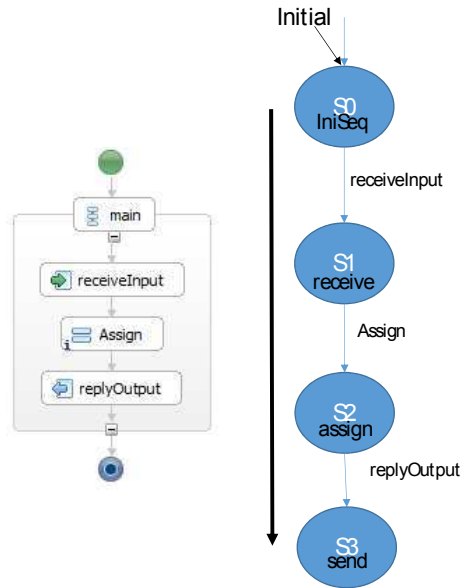 Initial
S0
IniSeq
receiveInput
S1
receive
Assign
S2
assign
replyOutput
S3
send
main
receiveInput
i
Assign
replyOutput